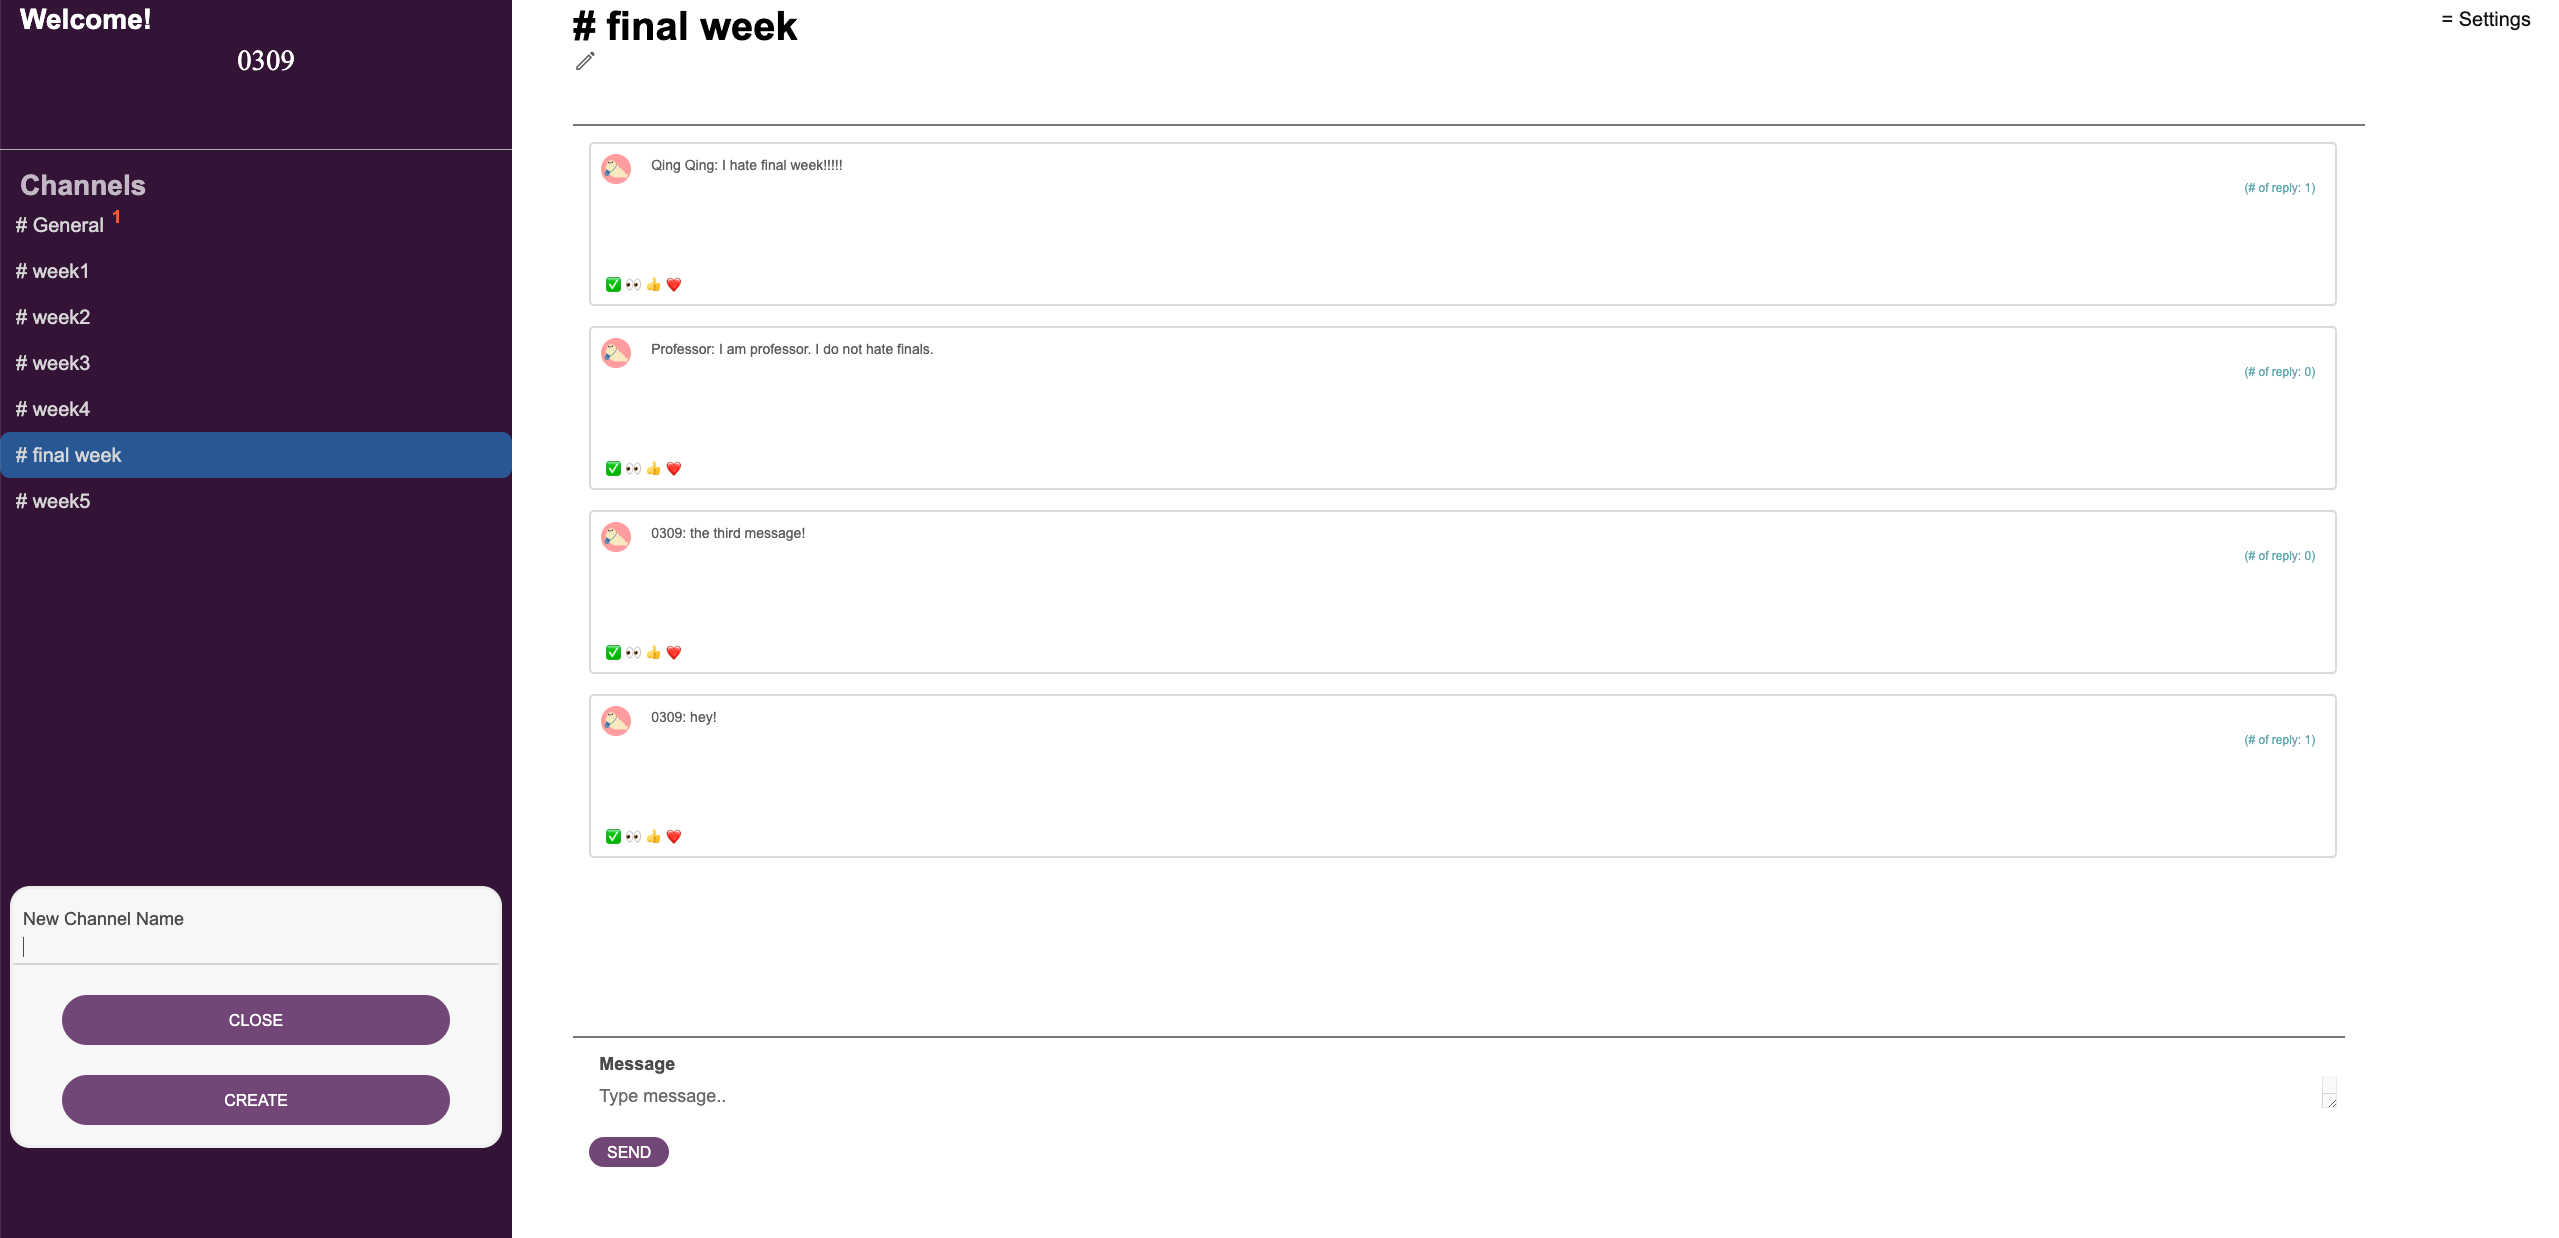 Welcome!
0309
Channels
# General 1
# week1
# week2
# week3
# week4
# final week
# week5
New Channel Name
CLOSE
CREATE
# final week
= Settings
Qing Qing: I hate final week!!!!!
(# of reply: 1)
✅ 👀 👍 ❤️
Professor: I am professor. I do not hate finals.
(# of reply: 0)
✅ 👀 👍 ❤️
0309: the third message!
(# of reply: 0)
✅ 👀 👍 ❤️
0309: hey!
(# of reply: 1)
✅ 👀 👍 ❤️
Message
Type message..
SEND